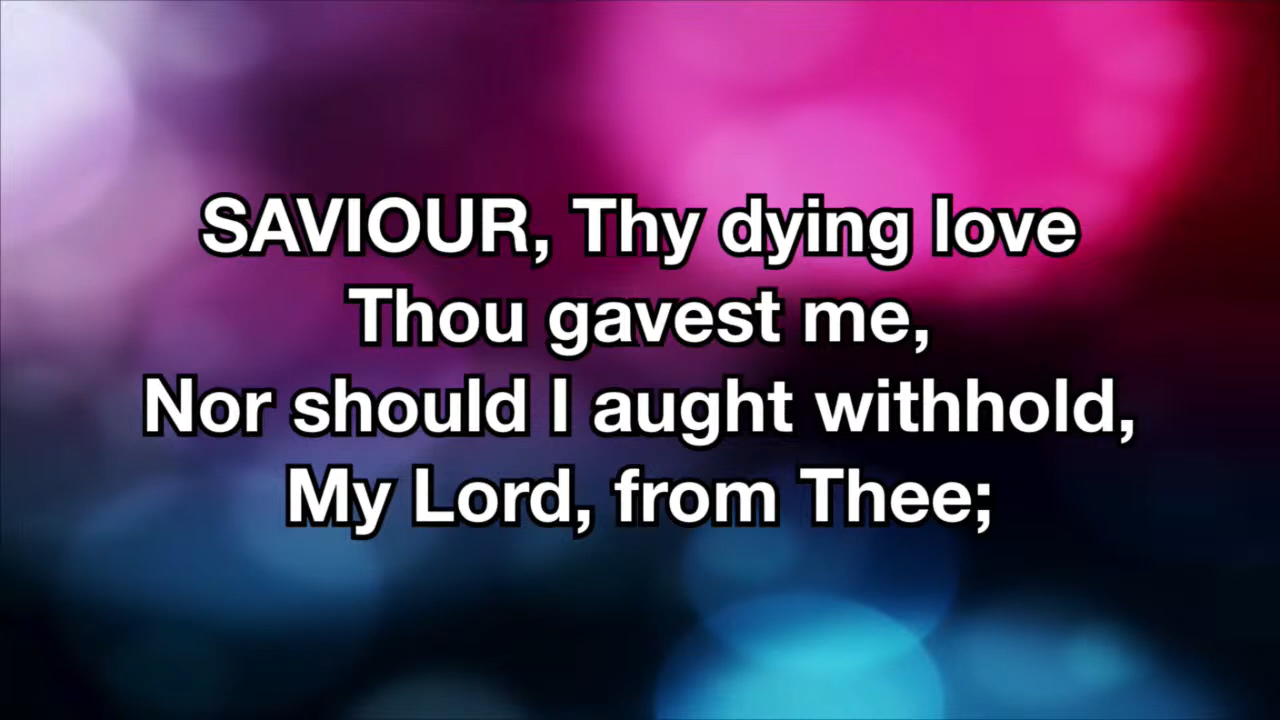 SAVIOUR, Thy dying love
Thou gavest me,
Nor should I aught withhold,
My Lord, from Thee;